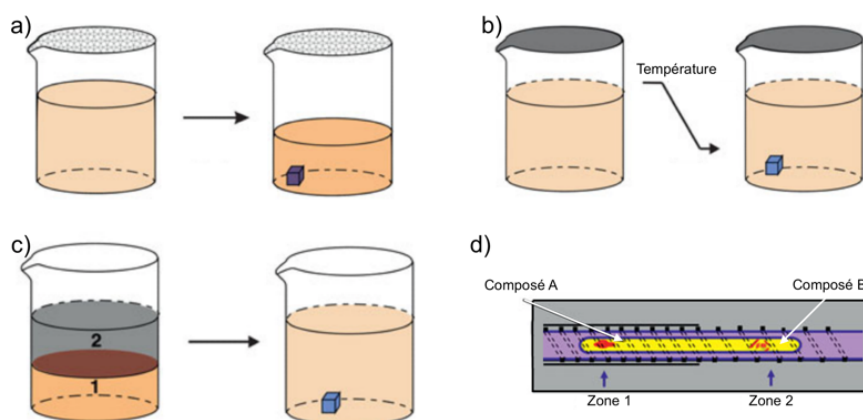 a)
b)
Température
c)
2
1
d)
Composé A
Composé B
Zone 1
Zone 2